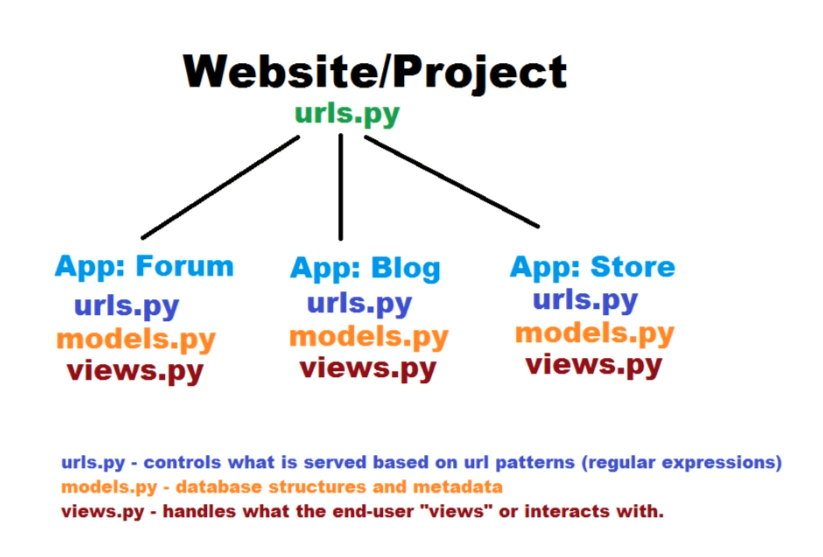 Website/Project
urls.py
App: Forum
urls.py
models.py
views.py
App: Blog
urls.py
models.py
views.py
App: Store
urls.py
models.py
views.py
urls.py - controls what is served based on url patterns (regular expressions)
models.py - database structures and metadata
views.py - handles what the end-user "views" or interacts with.